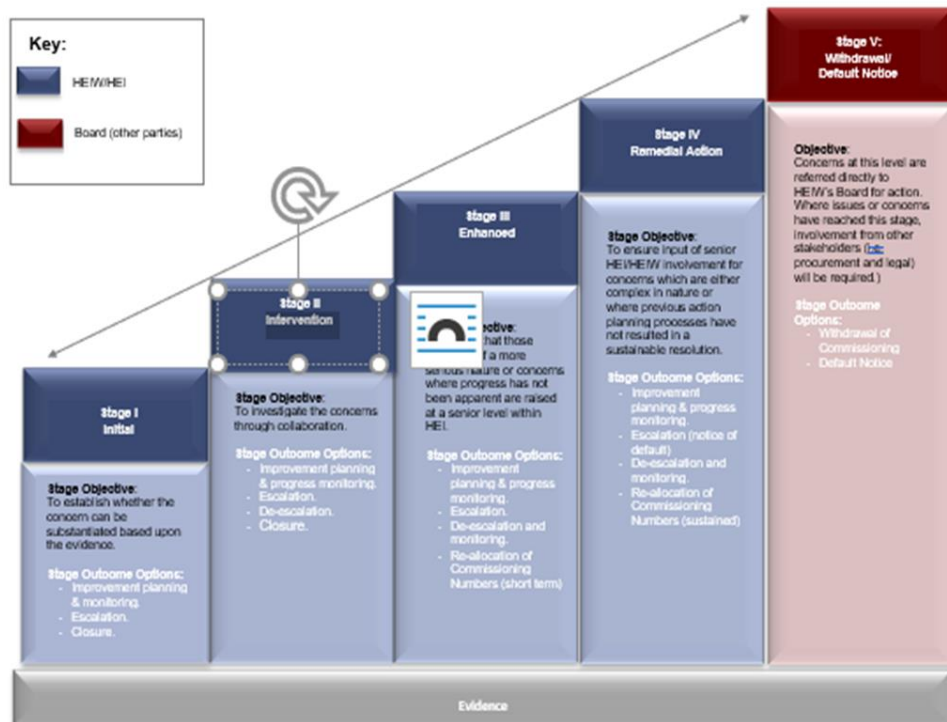 Key:
HEIW/HEI
Board (other parties)
Stage I
Initial
Stage Objective:
To establish whether the
concern can be
substantiated based upon
the evidence.
Stage Outcome Options:
- Improvement planning
& monitoring.
- Escalation.
- Closure.
Stage II
Intervention
Stage Objective:
To investigate the concerns
through collaboration.
Stage Outcome Options:
- Improvement planning
& progress monitoring.
- Escalation.
- De-escalation.
- Closure.
Stage III
Enhanced
that those
f a more
serious nature or concerns
where progress has not
been apparent are raised
at a senior level within
HEI.
Stage Outcome Options:
- Improvement
planning & progress
monitoring.
- Escalation.
- De-escalation and
monitoring.
- Re-allocation of
Commissioning
Numbers (short term)
Stage IV
Remedial Action
Stage Objective:
To ensure input of senior
HEI/HEIW involvement for
concerns which are either
complex in nature or
where previous action
planning processes have
not resulted in a
sustainable resolution.
Stage Outcome Options:
- Improvement
planning & progress
monitoring.
- Escalation (notice of
default)
- De-escalation and
monitoring.
- Re-allocation of
Commissioning
Numbers (sustained)
Stage V:
Withdrawal/
Default Notice
Objective:
Concerns at this level are
referred directly to
HEIW's Board for action.
Where issues or concerns
have reached this stage,
involvement from other
stakeholders
procurement and legal)
will be required.)
Stage Outcome
Options:
- Withdrawal of
Commissioning
- Default Notice
Evidence